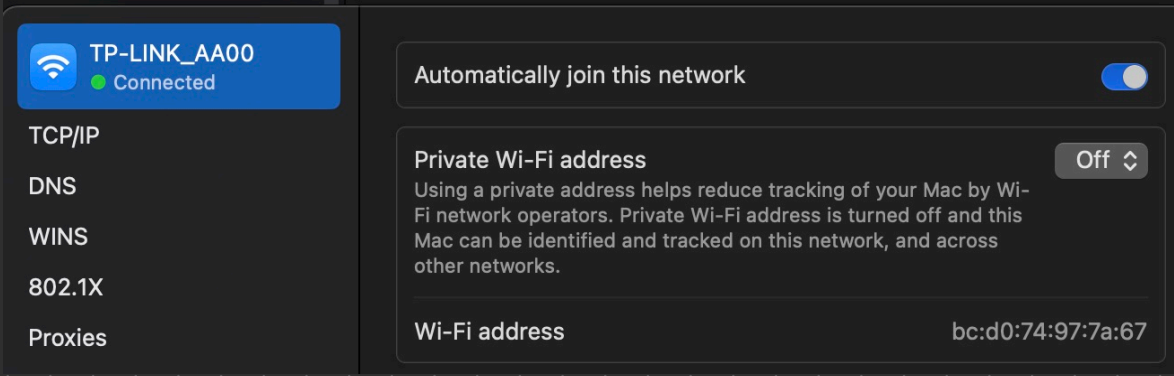 TP-LINK_AA00
Connected
TCP/IP
DNS
WINS
802.1X
Proxies
Automatically join this network
Private Wi-Fi address
Off
Using a private address helps reduce tracking of your Mac by Wi-
Fi network operators. Private Wi-Fi address is turned off and this
Mac can be identified and tracked on this network, and across
other networks.
Wi-Fi address
bc:d0:74:97:7a:67